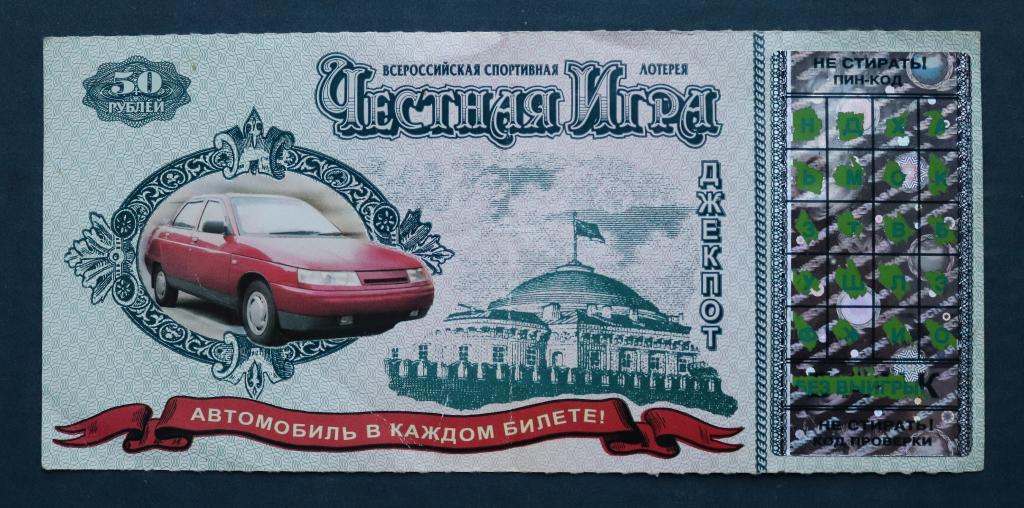 50
РУБЛЕЙ
ВСЕРОССИЙСКАЯ СПОРТИВНАЯ ЛОТЕРЕЯ
ЧЕСТНАЯ ИГРА
ДЖЕКПОТ
АВТОМОБИЛЬ В КАЖДОМ БИЛЕТЕ!
НЕ СТИРАТЬ!
ПИН-КОД
Н Д Х
Ь М С К
З Т В Б
У Ш Л З
Ф М О
БЕЗ ВЫИГРЫ
НЕ СТИРАТЬ!
КОД ПРОВЕРКИ